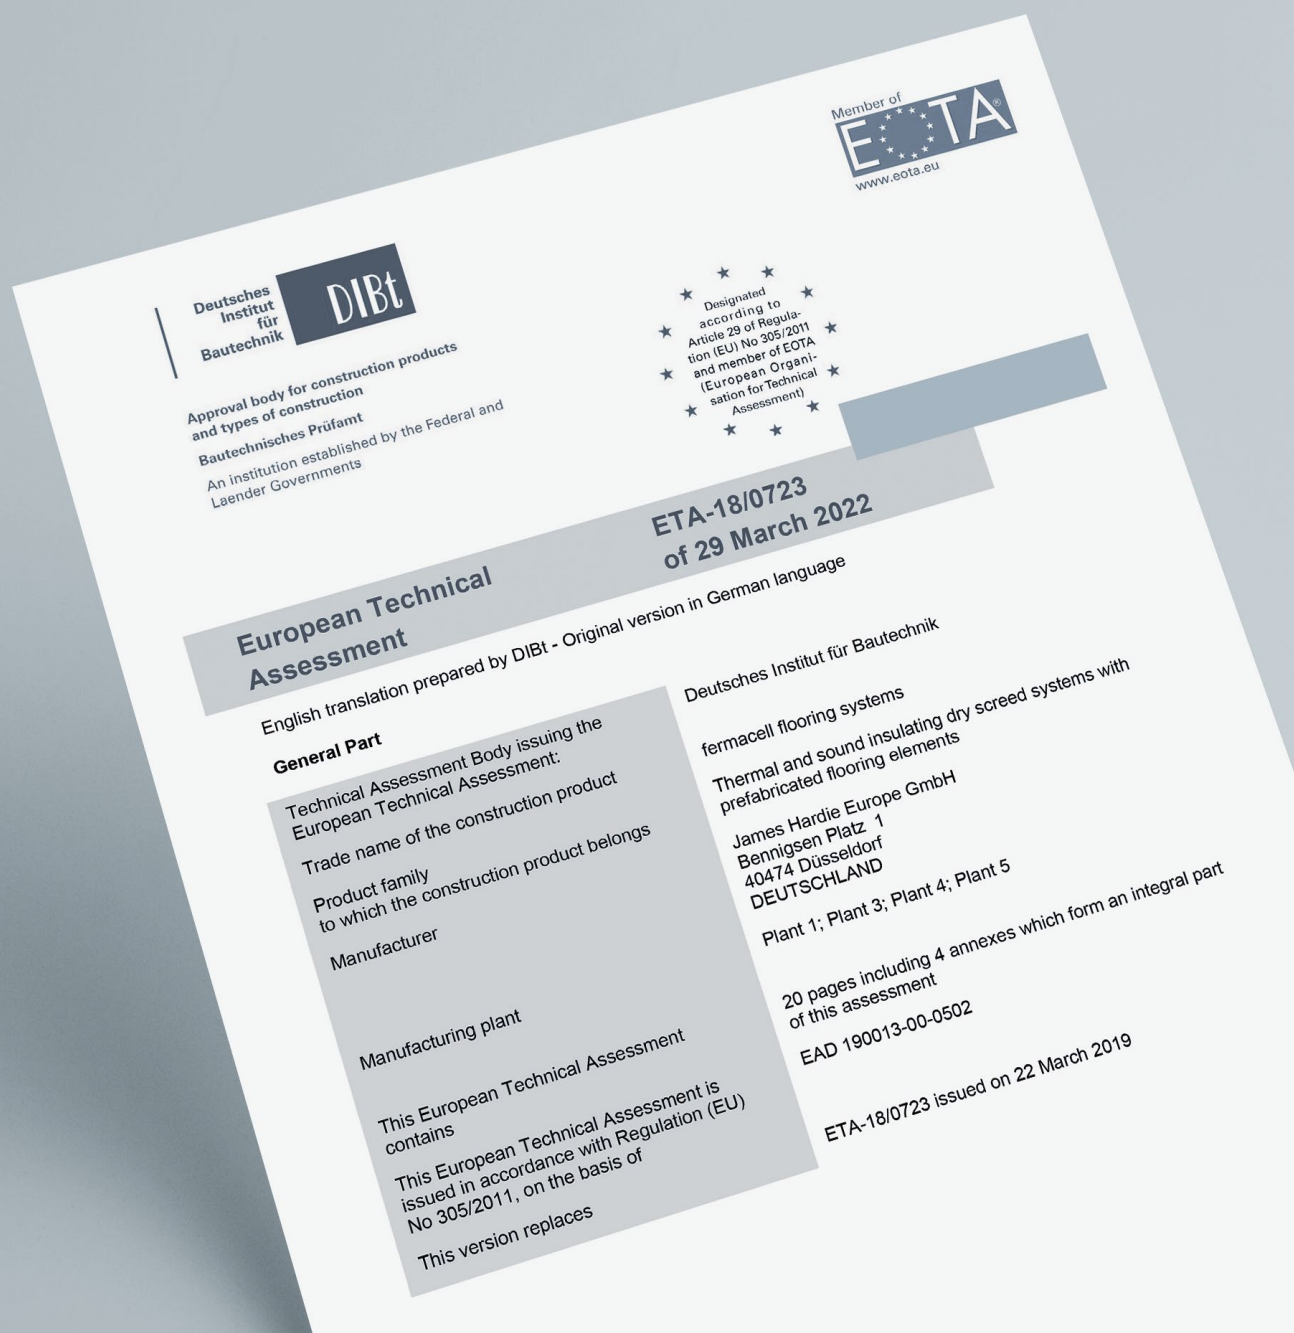 Member of
EOTA®
www.eota.eu
Deutsches
Institut
für
Bautechnik
DIBt
Approval body for construction products
and types of construction
Bautechnisches Prüfamt
An institution established by the Federal and
Laender Governments
Designated
according to
Article 29 of Regula-
tion (EU) No 305/2011
and member of EOTA
(European Organi-
sation for Technical
Assessment)
European Technical
Assessment
ETA-18/0723
of 29 March 2022
English translation prepared by DIBt - Original version in German language
General Part
Technical Assessment Body issuing the
European Technical Assessment:
Deutsches Institut für Bautechnik
Trade name of the construction product
fermacell flooring systems
Product family
to which the construction product belongs
Thermal and sound insulating dry screed systems with
prefabricated flooring elements
Manufacturer
James Hardie Europe GmbH
Bennigsen Platz 1
40474 Düsseldorf
DEUTSCHLAND
Manufacturing plant
Plant 1; Plant 3; Plant 4; Plant 5
This European Technical Assessment
contains
20 pages including 4 annexes which form an integral part
of this assessment
This European Technical Assessment is
issued in accordance with Regulation (EU)
No 305/2011, on the basis of
EAD 190013-00-0502
This version replaces
ETA-18/0723 issued on 22 March 2019